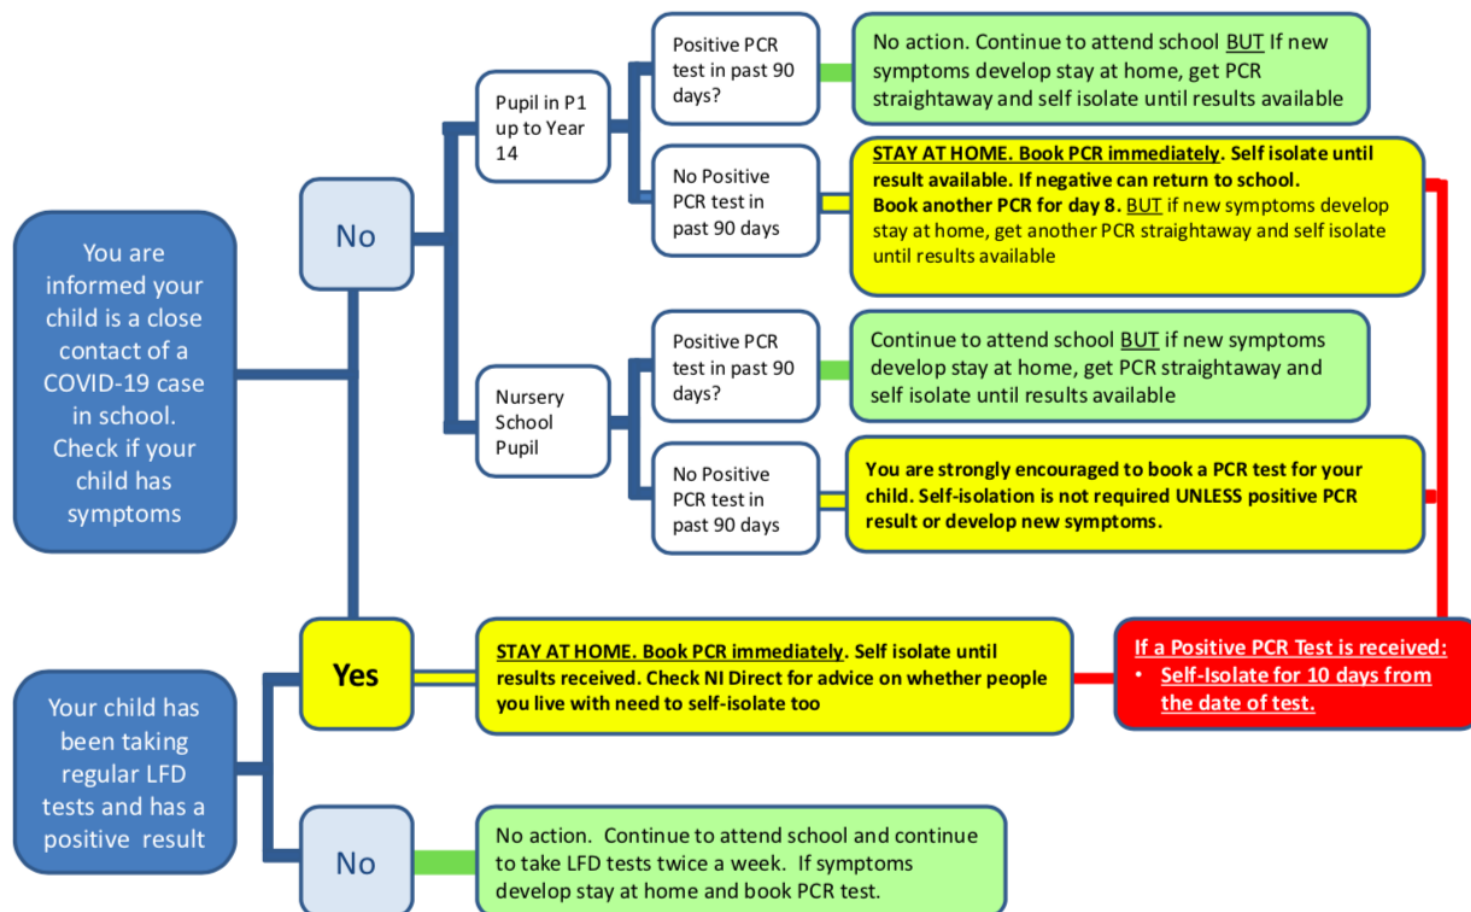 You are
informed your
child is a close
contact of a
COVID-19 case
in school.
Check if your
child has
symptoms
No
Pupil in P1
up to Year
14
Positive PCR
test in past 90
days?
No action. Continue to attend school BUT If new
symptoms develop stay at home, get PCR
straightaway and self isolate until results available
No Positive
PCR test in
past 90 days
STAY AT HOME. Book PCR immediately. Self isolate until
result available. If negative can return to school.
Book another PCR for day 8. BUT if new symptoms develop
stay at home, get another PCR straightaway and self isolate
until results available
Nursery
School
Pupil
Positive PCR
test in past 90
days?
Continue to attend school BUT if new symptoms
develop stay at home, get PCR straightaway and
self isolate until results available
No Positive
PCR test in
past 90 days
You are strongly encouraged to book a PCR test for your
child. Self-isolation is not required UNLESS positive PCR
result or develop new symptoms.
Yes
STAY AT HOME. Book PCR immediately. Self isolate until
results received. Check NI Direct for advice on whether people
you live with need to self-isolate too
If a Positive PCR Test is received:
• Self-Isolate for 10 days from
the date of test.
Your child has
been taking
regular LFD
tests and has a
positive result
No
No action. Continue to attend school and continue
to take LFD tests twice a week. If symptoms
develop stay at home and book PCR test.